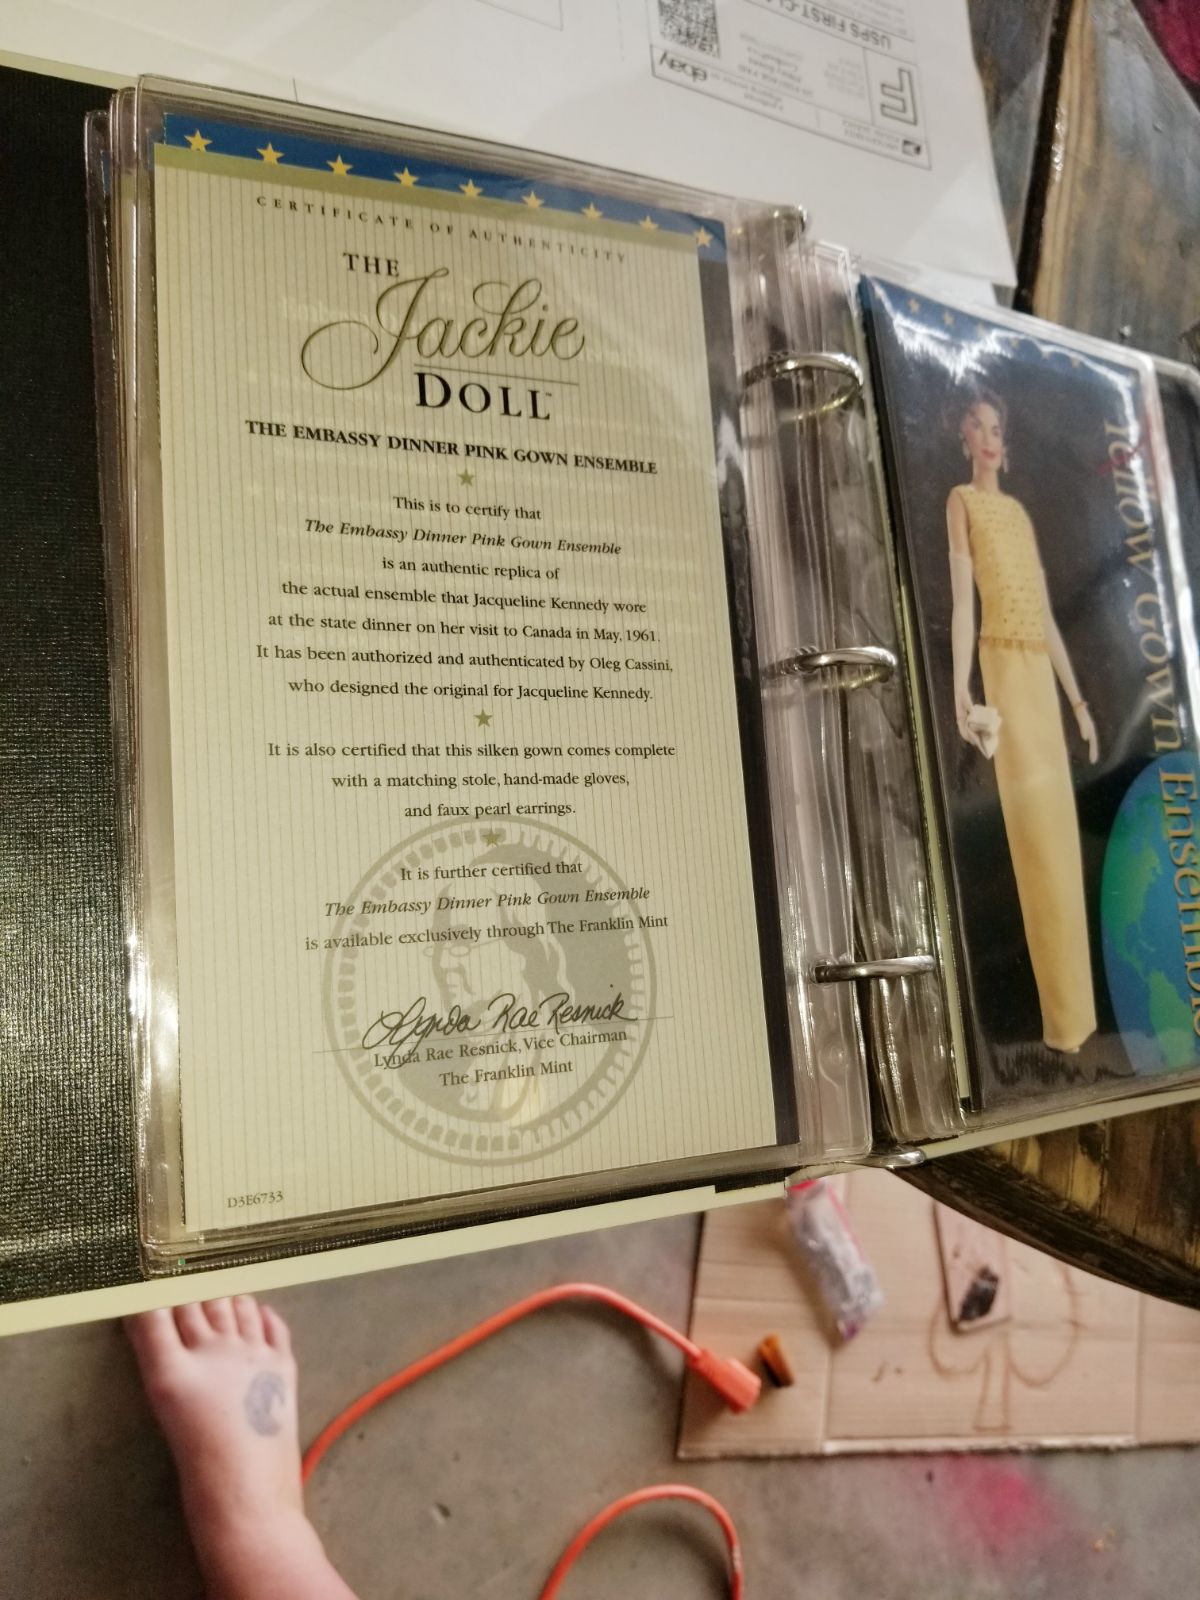 USPS FIRST-CL
ebay
F
CERTIFICATE OF AUTHENTICITY
THE
Jackie
DOLL™
THE EMBASSY DINNER PINK GOWN ENSEMBLE
This is to certify that
The Embassy Dinner Pink Gown Ensemble
is an authentic replica of
the actual ensemble that Jacqueline Kennedy wore
at the state dinner on her visit to Canada in May, 1961.
It has been authorized and authenticated by Oleg Cassini,
who designed the original for Jacqueline Kennedy.
It is also certified that this silken gown comes complete
with a matching stole, hand-made gloves,
and faux pearl earrings.
It is further certified that
The Embassy Dinner Pink Gown Ensemble
is available exclusively through The Franklin Mint
Lynda Rae Resnick
Lynda Rae Resnick, Vice Chairman
The Franklin Mint
D3E6733
Yellow Gown Ensemble